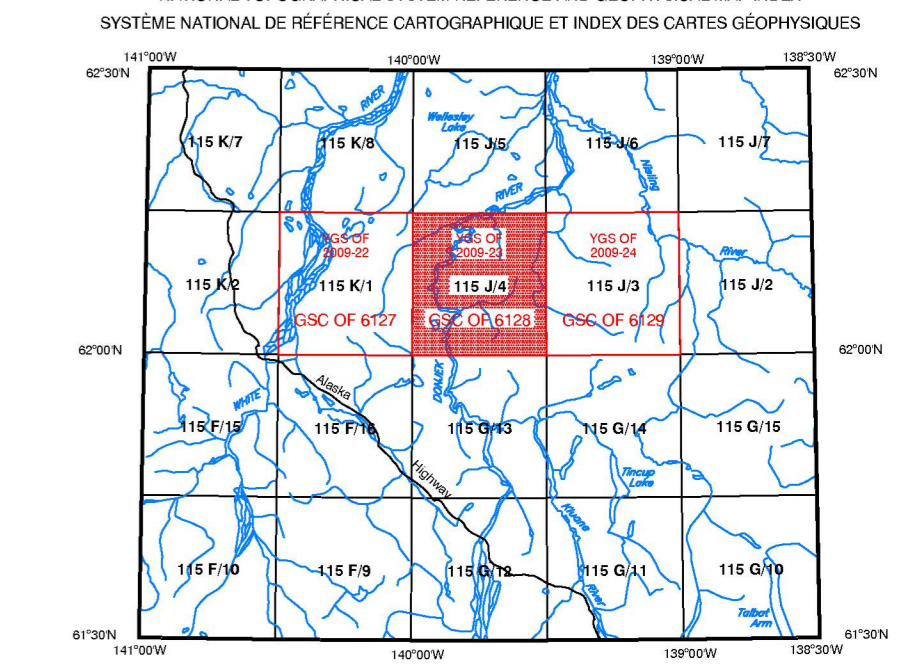 SYSTÈME NATIONAL DE RÉFÉRENCE CARTOGRAPHIQUE ET INDEX DES CARTES GÉOPHYSIQUES
141°00'W
140°00'W
139°00'W
138°30'W
62°30'N
62°30'N
RIVER
Wellesley
Lake
115 K/7
115 K/8
115 J/5
115 J/6
115 J/7
Naling
RIVER
YGS OF
2009-22
YGS OF
2009-23
YGS OF
2009-24
River
115 K/2
115 K/1
115 J/4
115 J/3
115 J/2
GSC OF 6127
GSC OF 6128
GSC OF 6129
62°00'N
62°00'N
DONJEK
Alaska
WHITE
115 F/15
115 F/16
115 G/13
115 G/14
115 G/15
Highway
Tincup
Lake
Kluane
115 F/10
115 F/9
115 G/12
115 G/11
115 G/10
River
Talbot
Arm
61°30'N
61°30'N
141°00'W
140°00'W
139°00'W
138°30'W